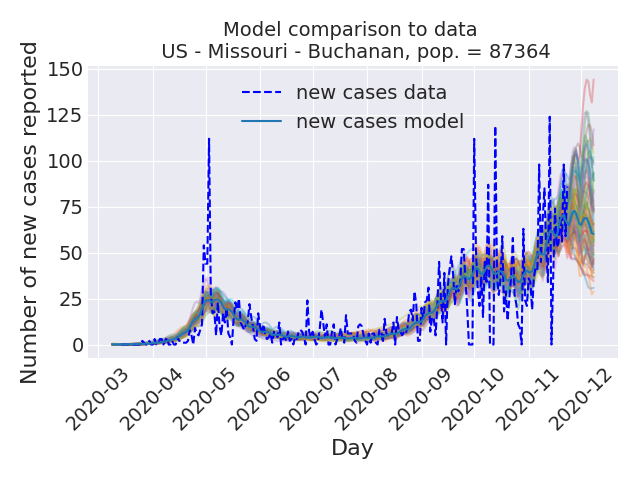 Model comparison to data
US - Missouri - Buchanan, pop. = 87364
Number of new cases reported
150
125
100
75
50
25
0
new cases data
new cases model
2020-03
2020-04
2020-05
2020-06
2020-07
2020-08
2020-09
2020-10
2020-11
2020-12
Day